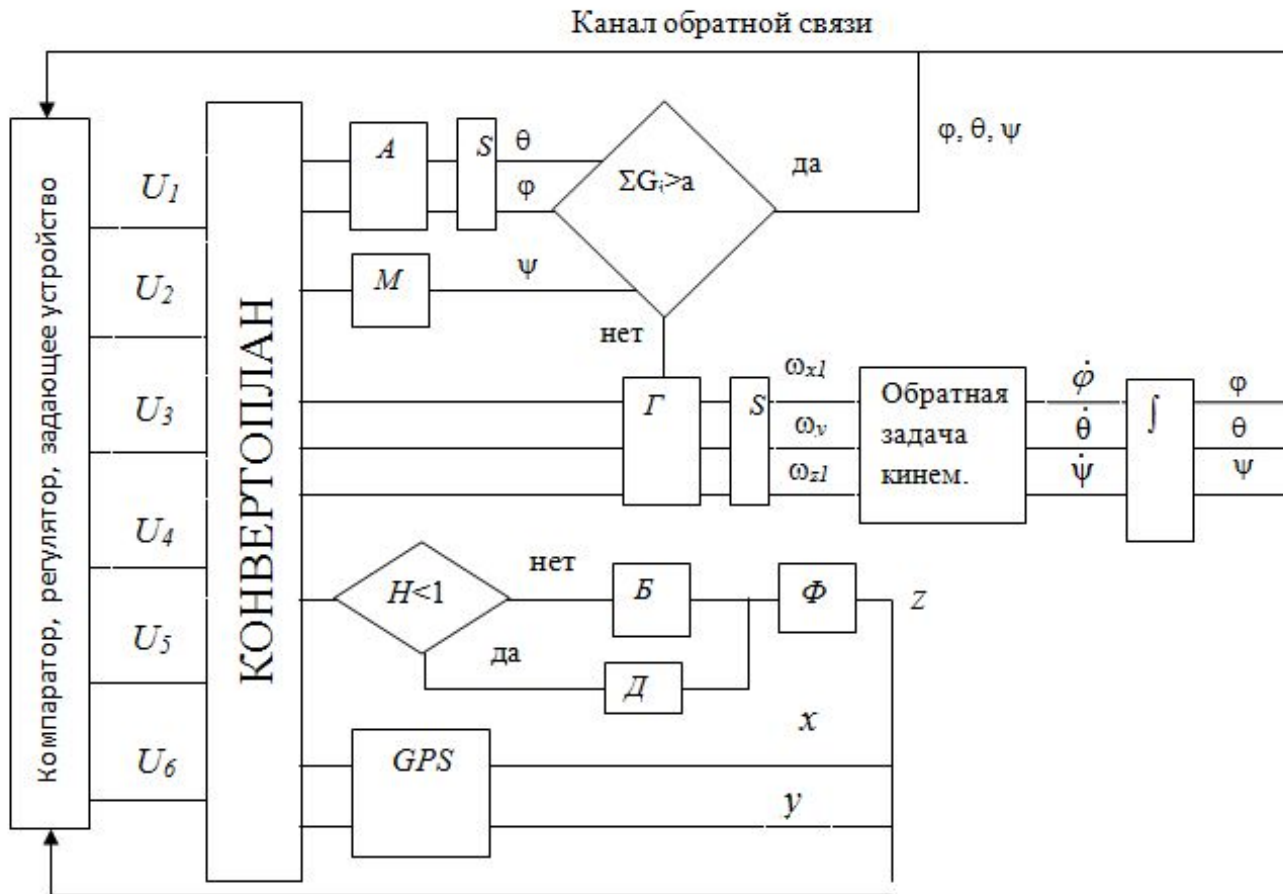 Канал обратной связи
Компаратор, регулятор, задающее устройство
U1
U2
U3
U4
U5
U6
КОНВЕРТОПЛАН
A
S
θ
φ
ΣGi>a
да
φ, θ, ψ
М
ψ
нет
Г
S
ωx1
ωy
ωz1
Обратная
задача
кинем.
φ̇
θ̇
ψ̇
∫
φ
θ
ψ
H<1
нет
Б
Ф
Z
да
Д
x
GPS
y